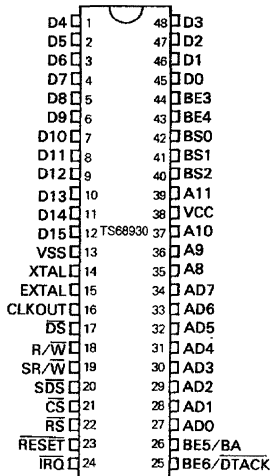 D4 1 48 D3
D5 2 47 D2
D6 3 46 D1
D7 4 45 D0
D8 5 44 BE3
D9 6 43 BE4
D10 7 42 BS0
D11 8 41 BS1
D12 9 40 BS2
D13 10 39 A11
D14 11 38 VCC
D15 12 TS68930 37 A10
VSS 13 36 A9
XTAL 14 35 A8
EXTAL 15 34 AD7
CLKOUT 16 33 AD6
DS 17 32 AD5
R/W 18 31 AD4
SR/W 19 30 AD3
SDS 20 29 AD2
CS 21 28 AD1
RS 22 27 AD0
RESET 23 26 BE5/BA
IRQ 24 25 BE6/DTACK